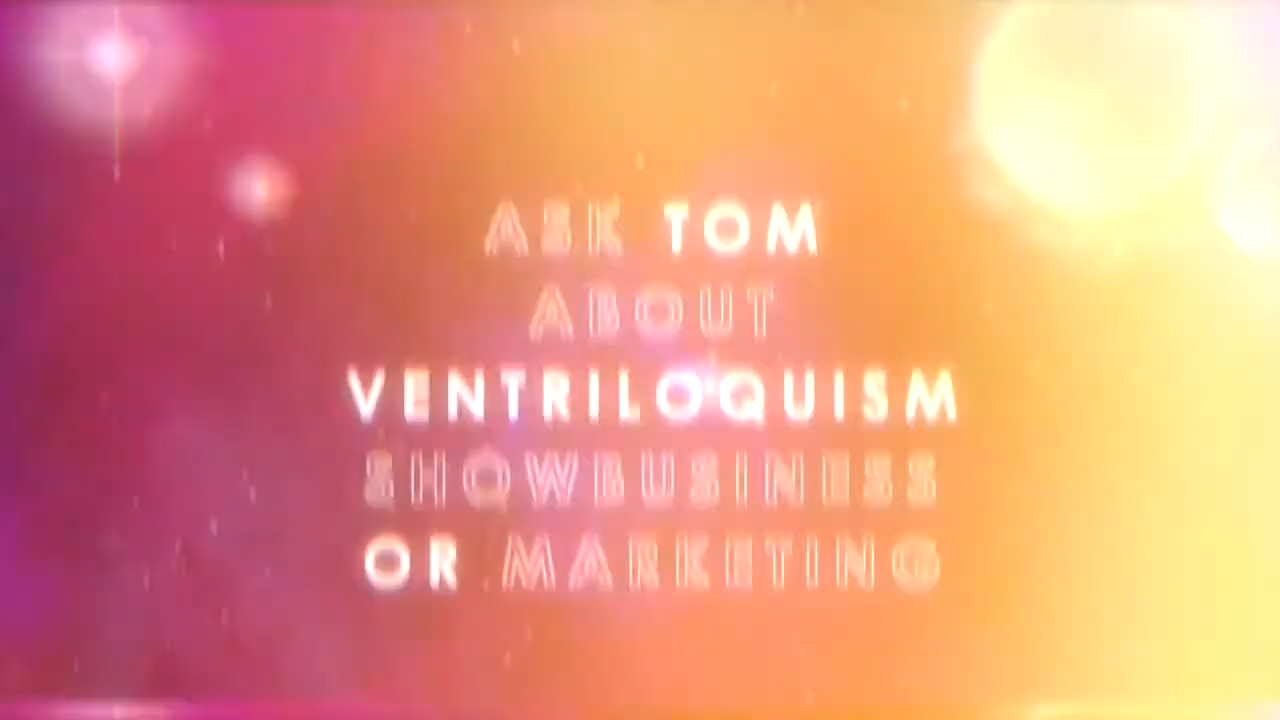 ASK TOM
ABOUT
VENTRILOQUISM
SHOWBUSINESS
OR MARKETING